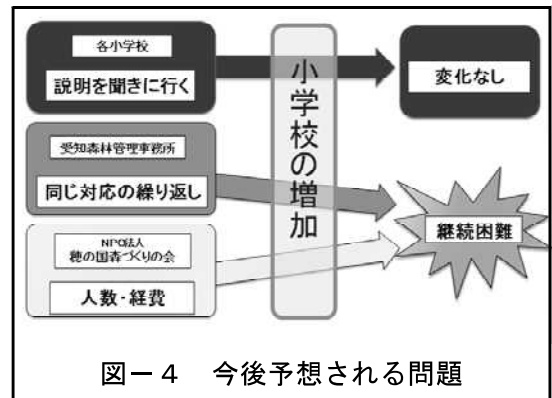 各小学校
説明を聞きに行く
受知森林管理事務所
同じ対応の繰り返し
NPO法人
穂の国森づくりの会
人数・経費
小学校の増加
変化なし
継続困難
図－４　今後予想される問題